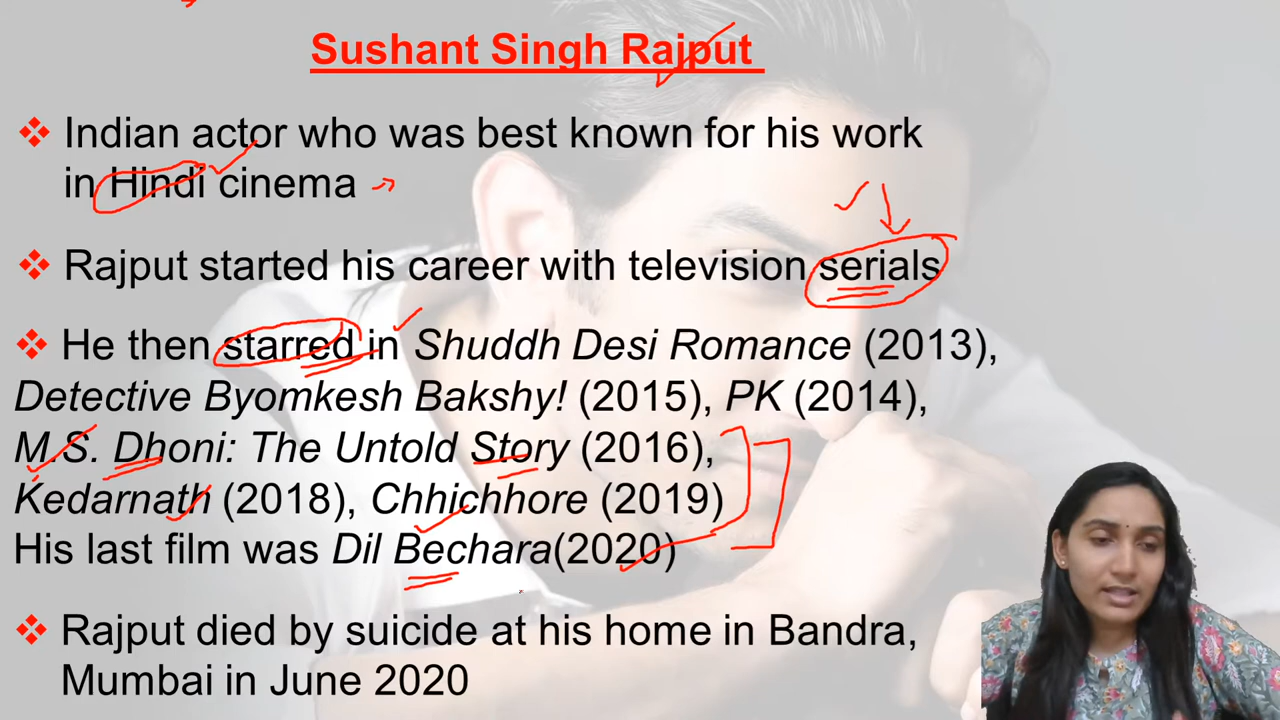 Sushant Singh Rajput
❖ Indian actor who was best known for his work
in Hindi cinema
❖ Rajput started his career with television serials
❖ He then starred in Shuddh Desi Romance (2013),
Detective Byomkesh Bakshy! (2015), PK (2014),
M.S. Dhoni: The Untold Story (2016),
Kedarnath (2018), Chhichhore (2019)
His last film was Dil Bechara(2020)
❖ Rajput died by suicide at his home in Bandra,
Mumbai in June 2020